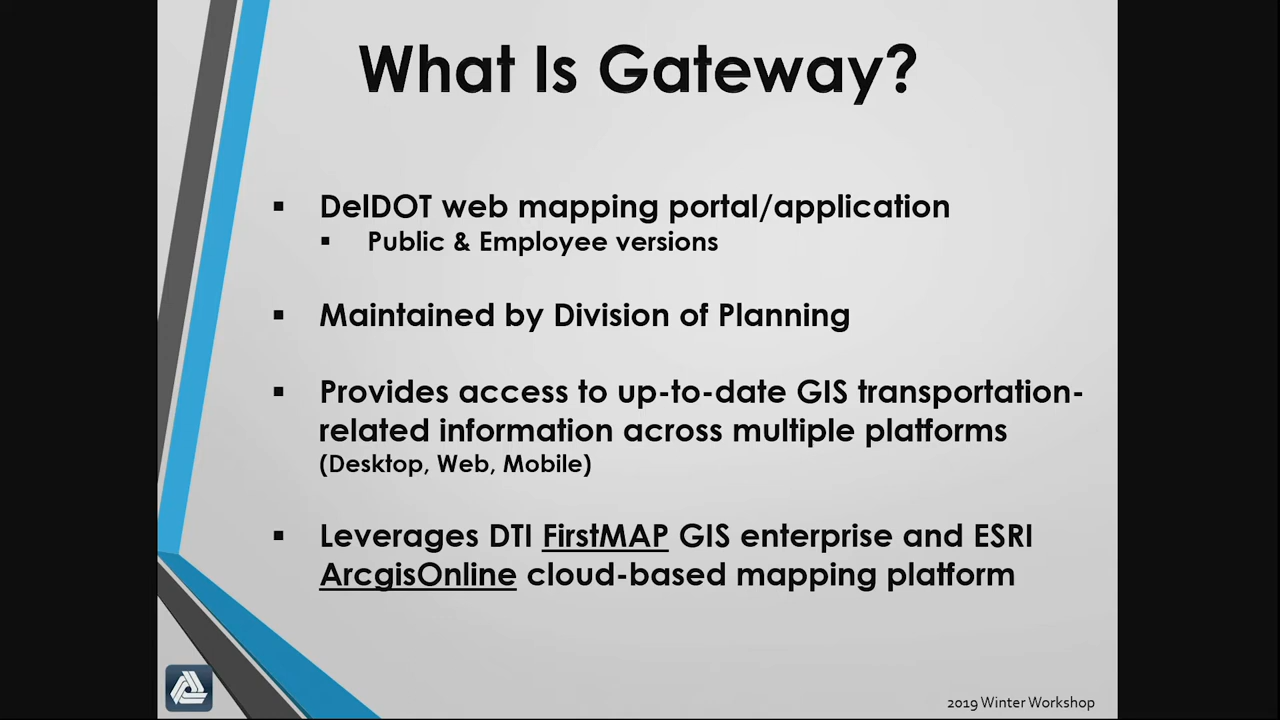 What Is Gateway?
▪ DelDOT web mapping portal/application
▪ Public & Employee versions
▪ Maintained by Division of Planning
▪ Provides access to up-to-date GIS transportation-
related information across multiple platforms
(Desktop, Web, Mobile)
▪ Leverages DTI FirstMAP GIS enterprise and ESRI
ArcgisOnline cloud-based mapping platform
2019 Winter Workshop